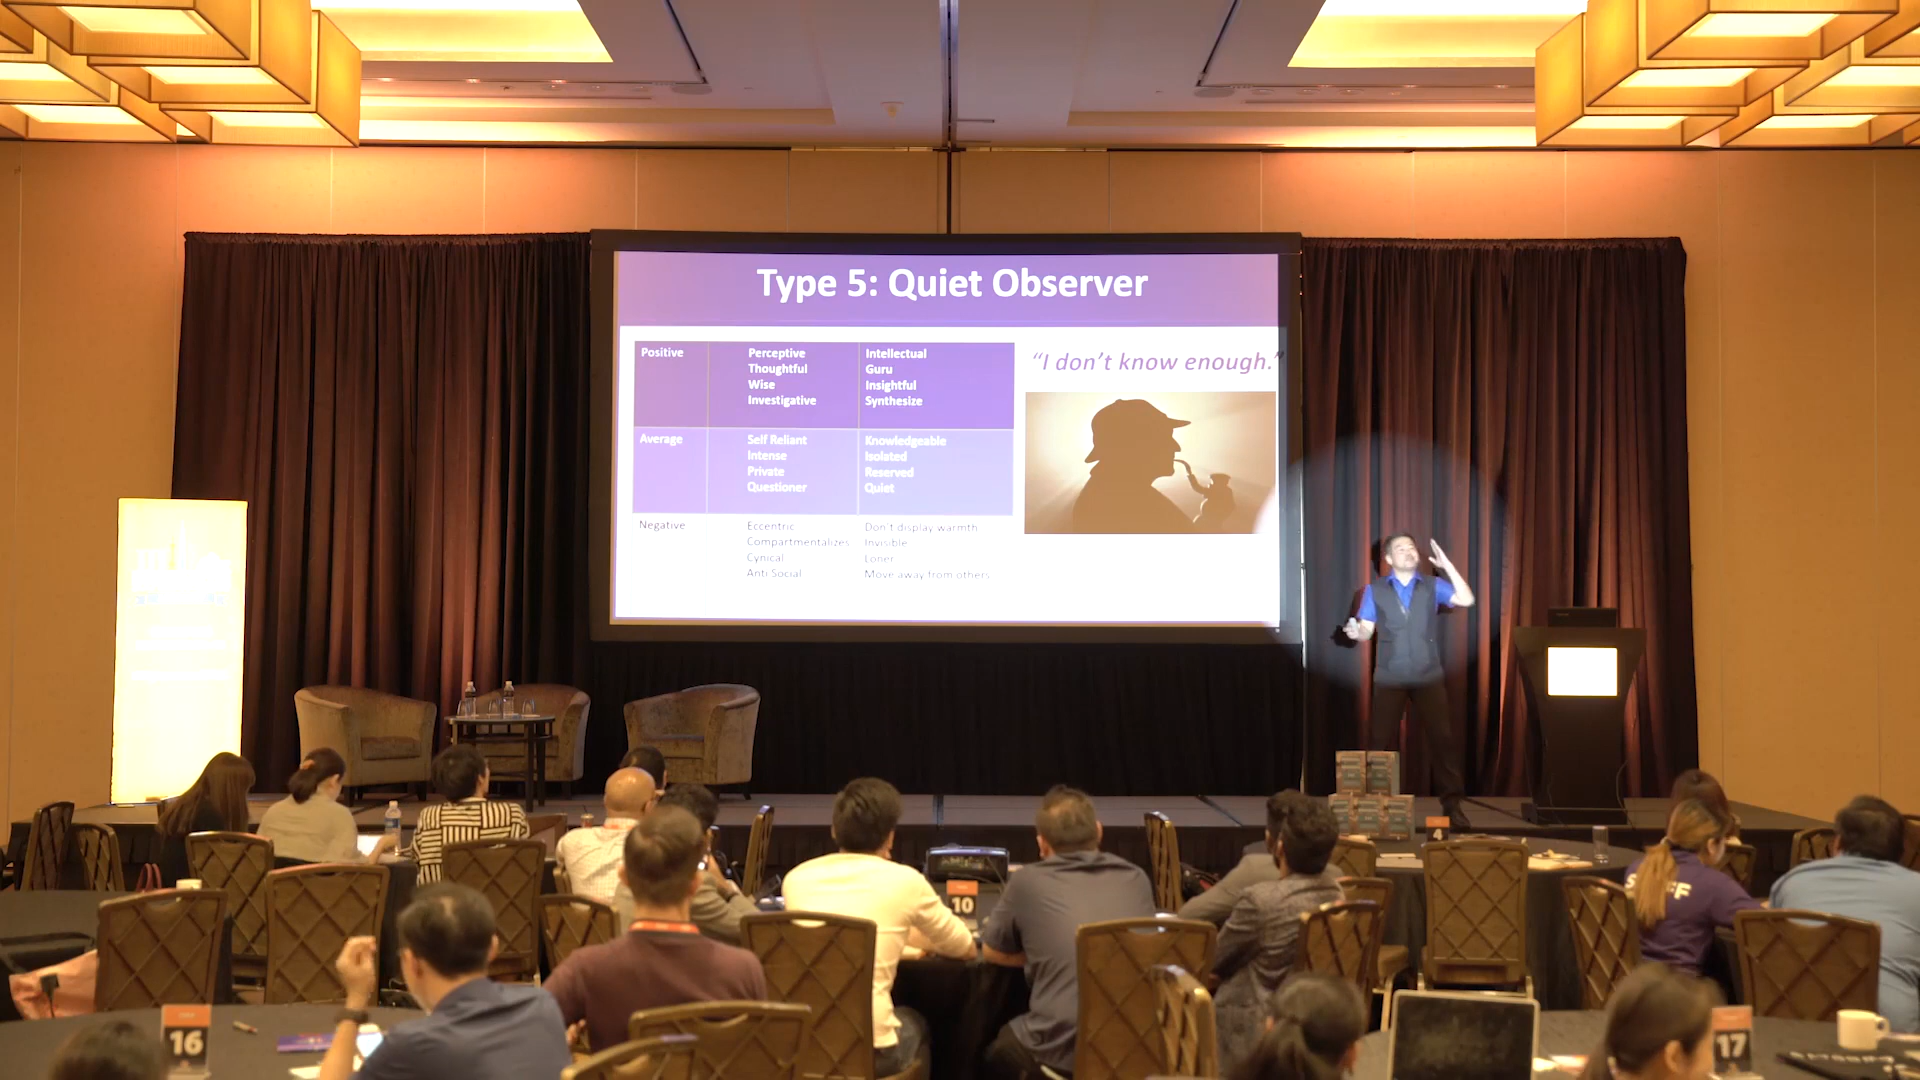 Type 5: Quiet Observer
Positive
Perceptive
Thoughtful
Wise
Investigative
Intellectual
Guru
Insightful
Synthesize
Average
Self Reliant
Intense
Private
Questioner
Knowledgeable
Isolated
Reserved
Quiet
Negative
Eccentric
Compartmentalizes
Cynical
Anti Social
Don't display warmth
Invisible
Loner
Move away from others
“I don’t know enough.”
4
10
STAFF
16
17